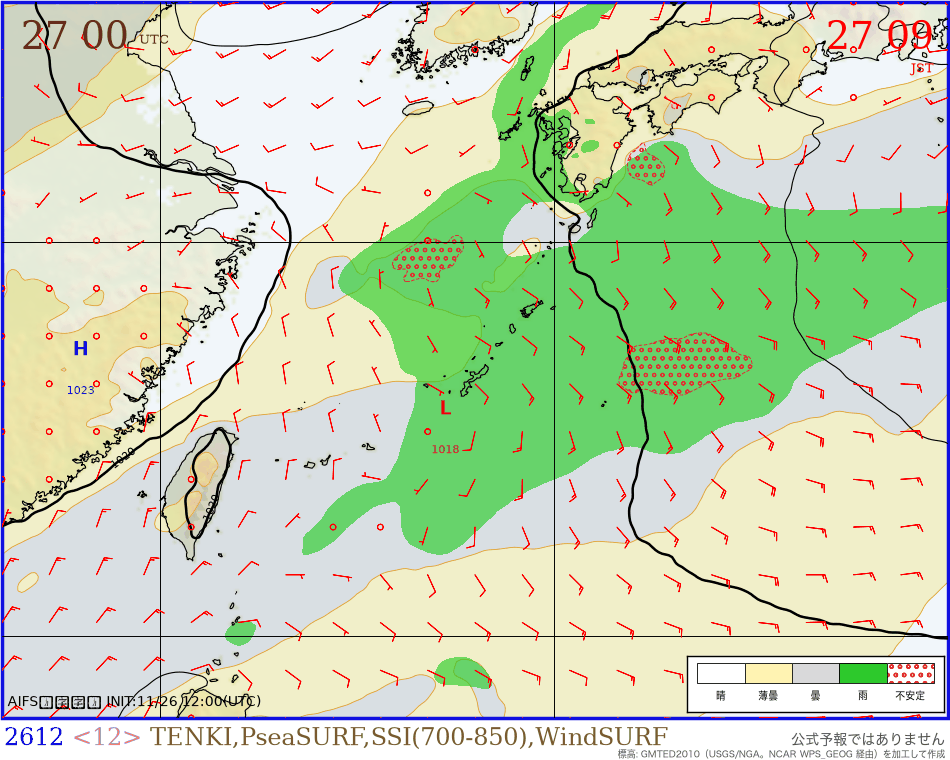 27 00 UTC
27 09
JST
H
1023
L
1018
1020
1020
晴 薄曇 曇 雨 不安定
AIFS INIT:11/26 12:00(UTC)
2612 <12> TENKI,PseaSURF,SSI(700-850),WindSURF
公式予報ではありません
標高: GMTED2010（USGS/NGA。NCAR WPS_GEOG 経由）を加工して作成